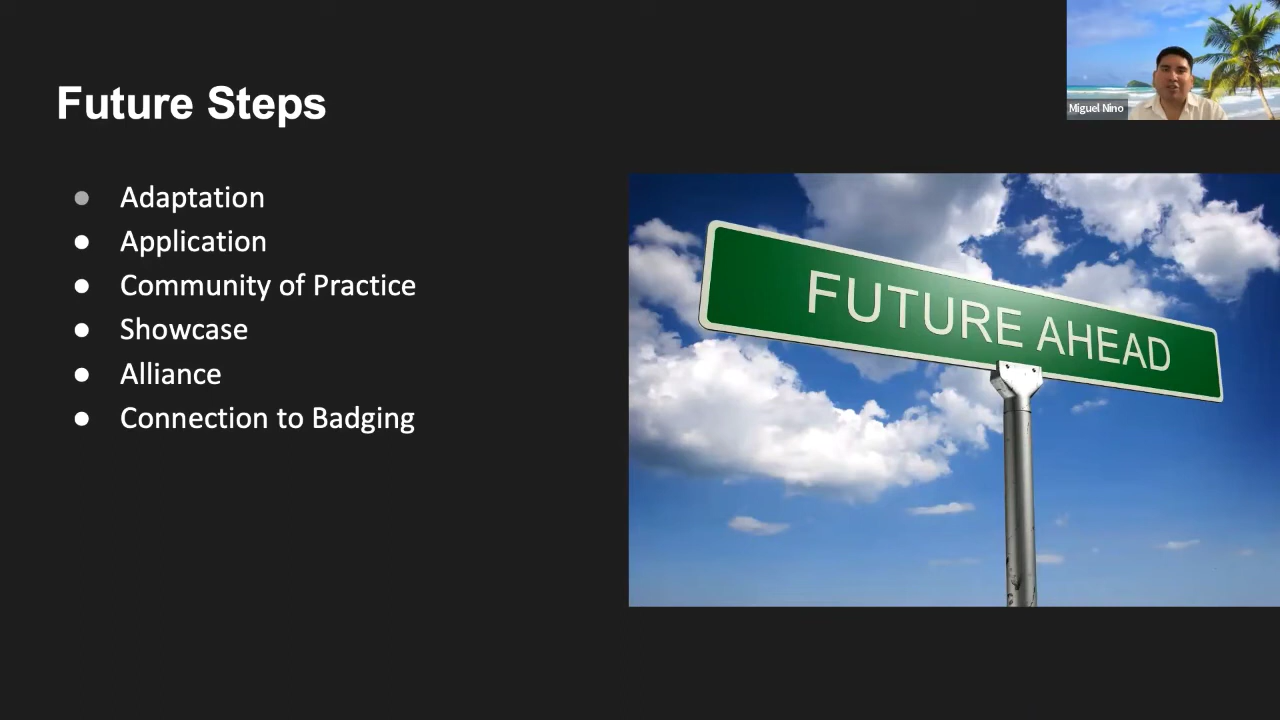 Future Steps
Miguel Nino
Adaptation
Application
Community of Practice
Showcase
Alliance
Connection to Badging
FUTURE AHEAD